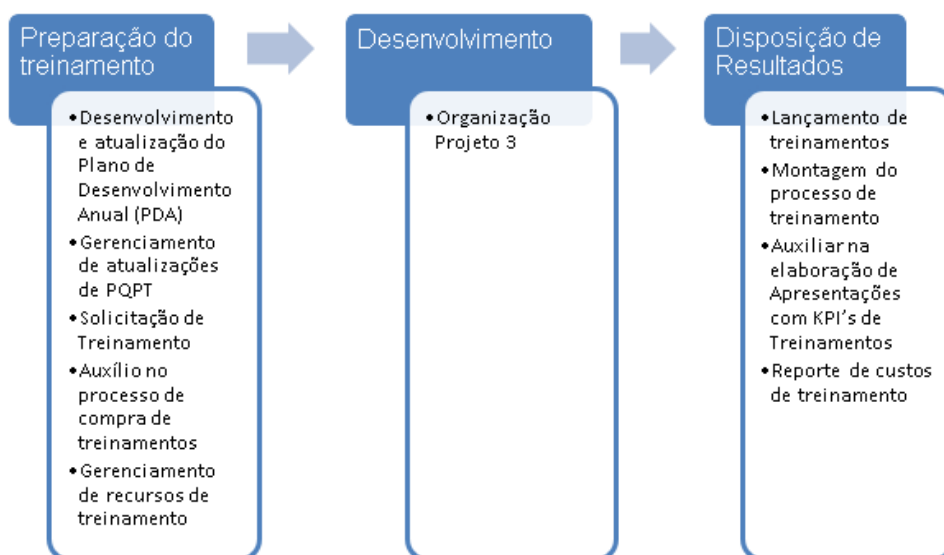 Preparação do
treinamento
•Desenvolvimento
e atualização do
Plano de
Desenvolvimento
Anual (PDA)
•Gerenciamento
de atualizações
de PQPT
•Solicitação de
Treinamento
•Auxílio no
processo de
compra de
treinamentos
•Gerenciamento
de recursos de
treinamento
Desenvolvimento
•Organização
Projeto 3
Disposição de
Resultados
•Lançamento de
treinamentos
•Montagem do
processo de
treinamento
•Auxiliar na
elaboração de
Apresentações
com KPI's de
Treinamentos
•Reporte de custos
de treinamento